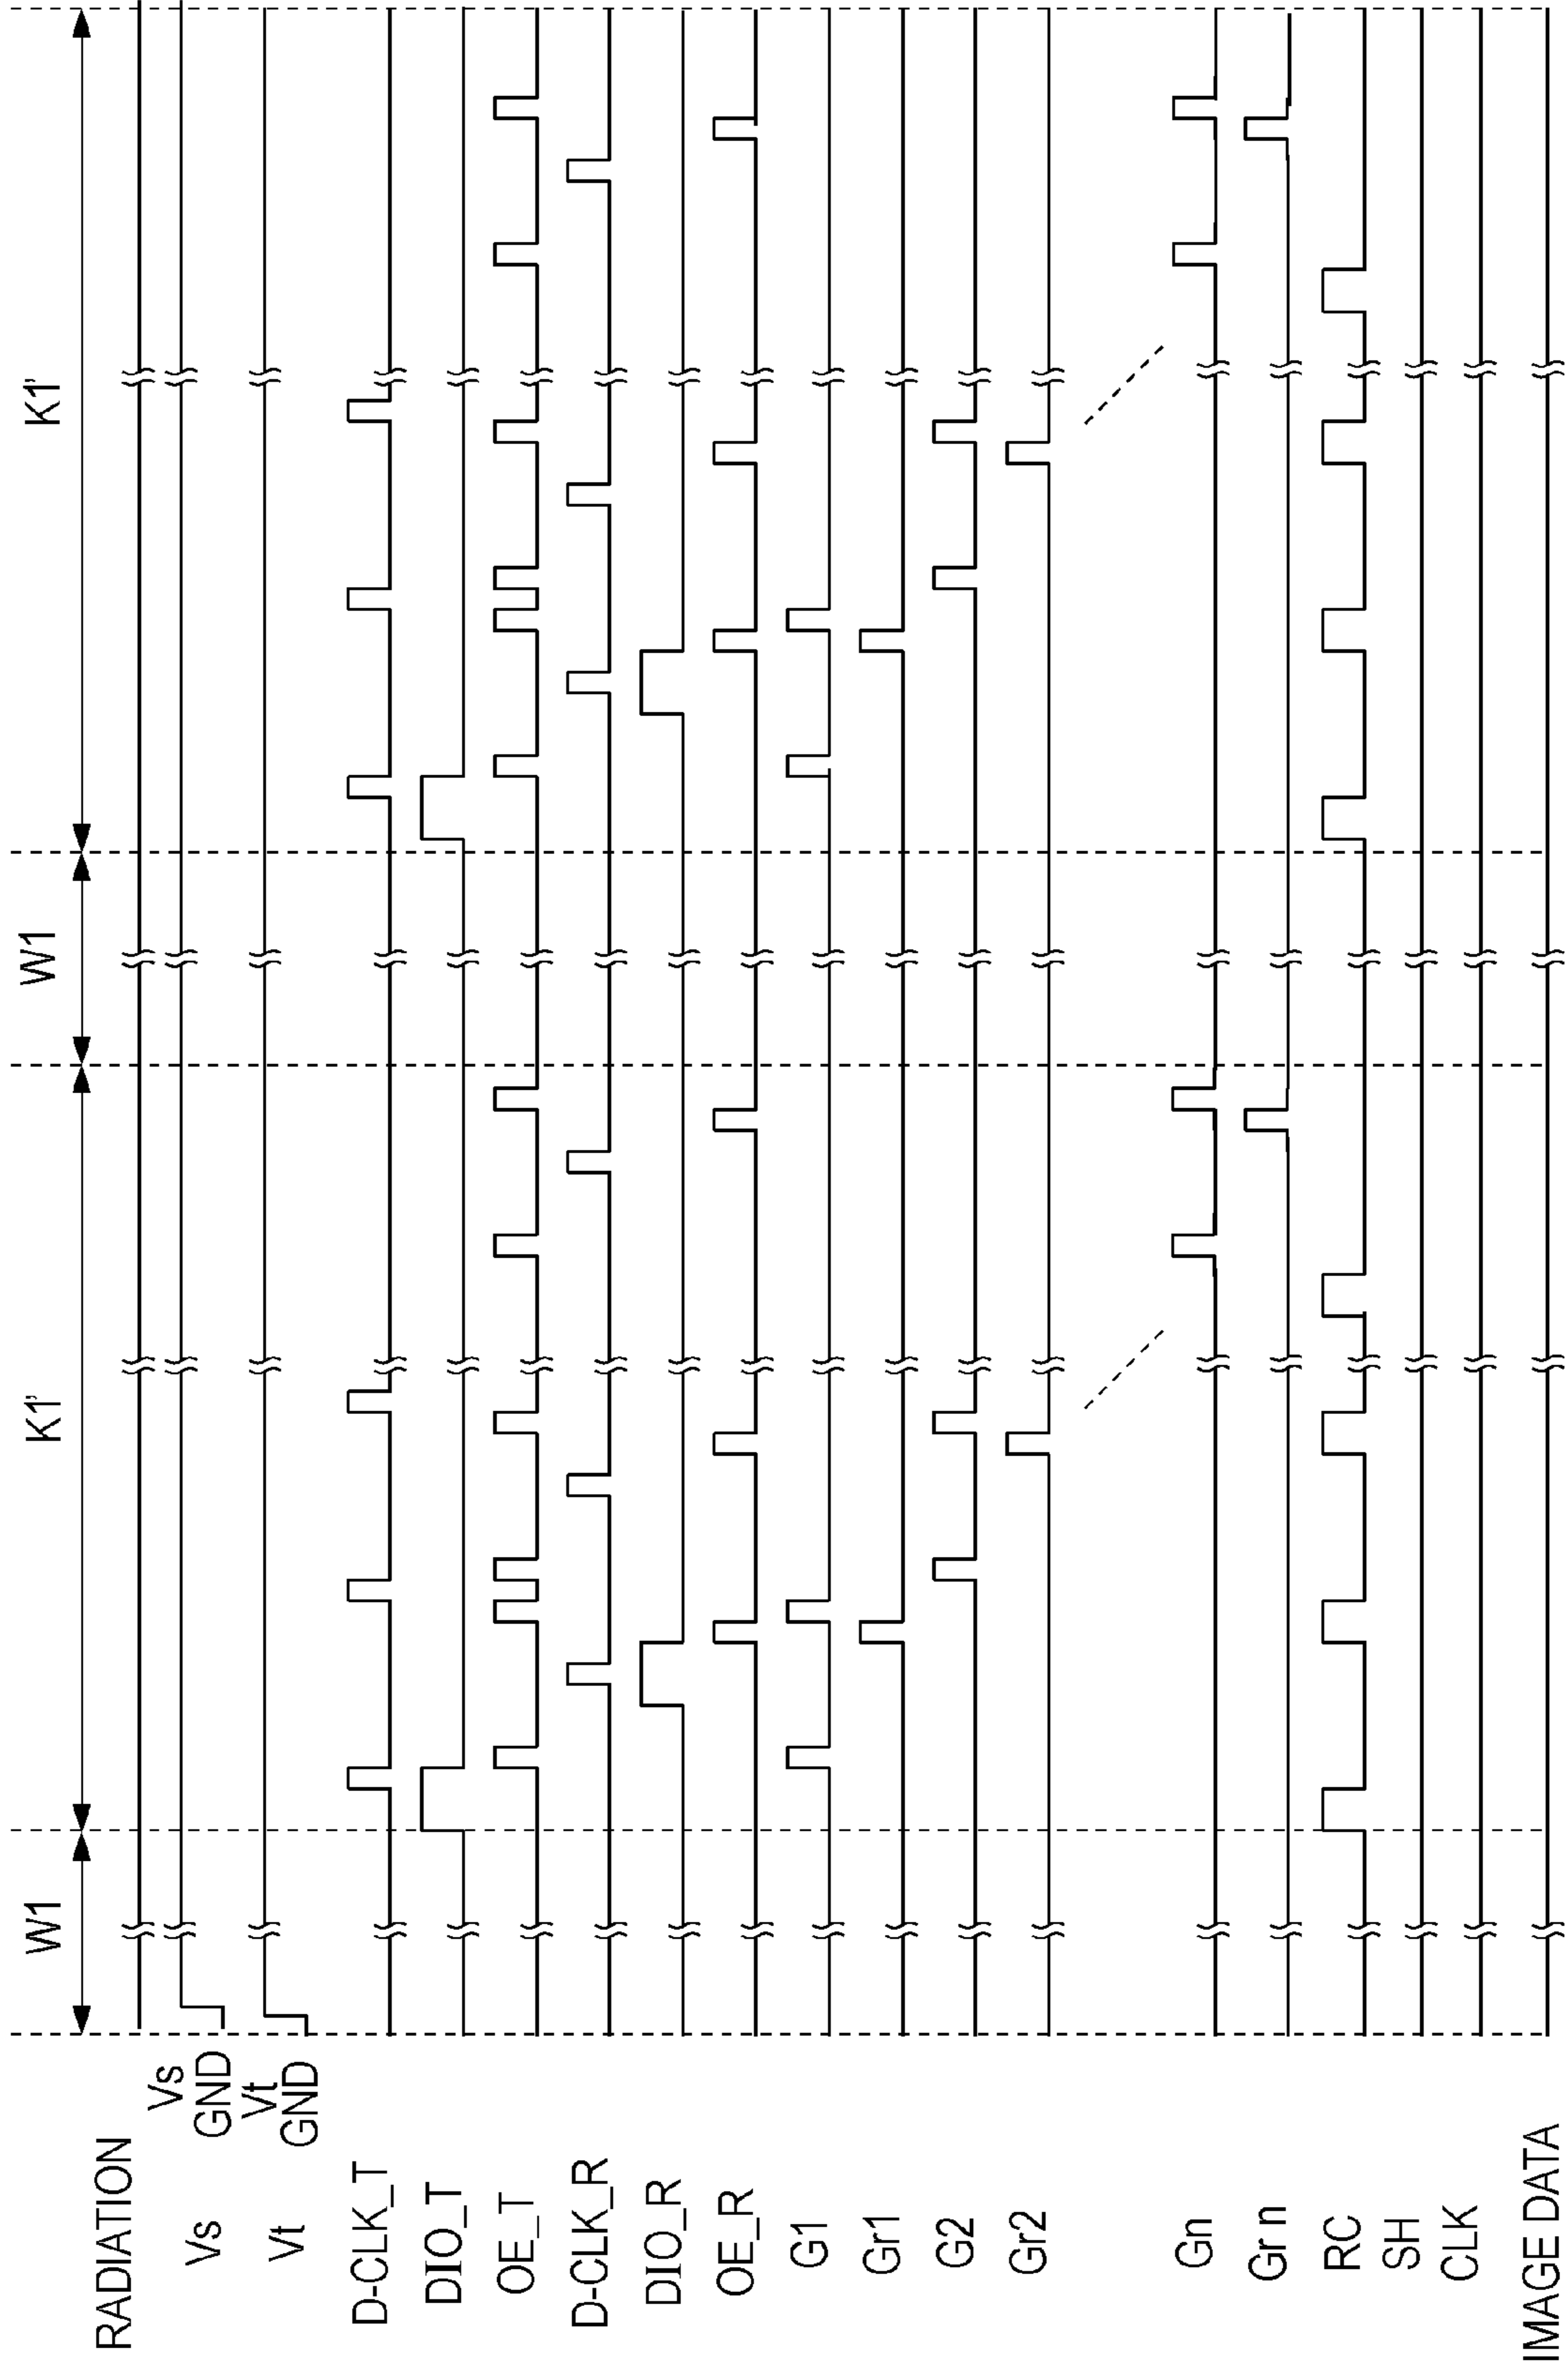 W1
K1'
W1
K1'
RADIATION
Vs
Vs
GND
Vt
Vt
GND
D-CLK_T
DIO_T
OE_T
D-CLK_R
DIO_R
OE_R
G1
Gr1
G2
Gr2
Gn
Gr n
RC
SH
CLK
IMAGE DATA